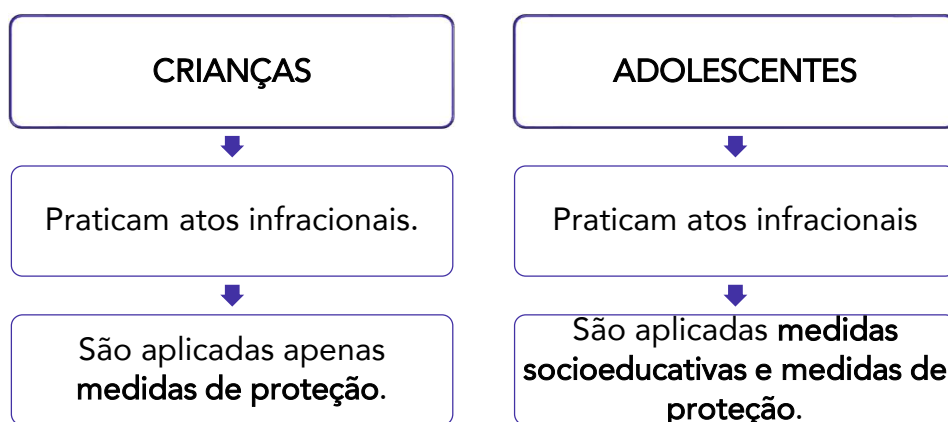 CRIANÇAS
Praticam atos infracionais.
São aplicadas apenas
medidas de proteção.
ADOLESCENTES
Praticam atos infracionais
São aplicadas medidas
socioeducativas e medidas de
proteção.